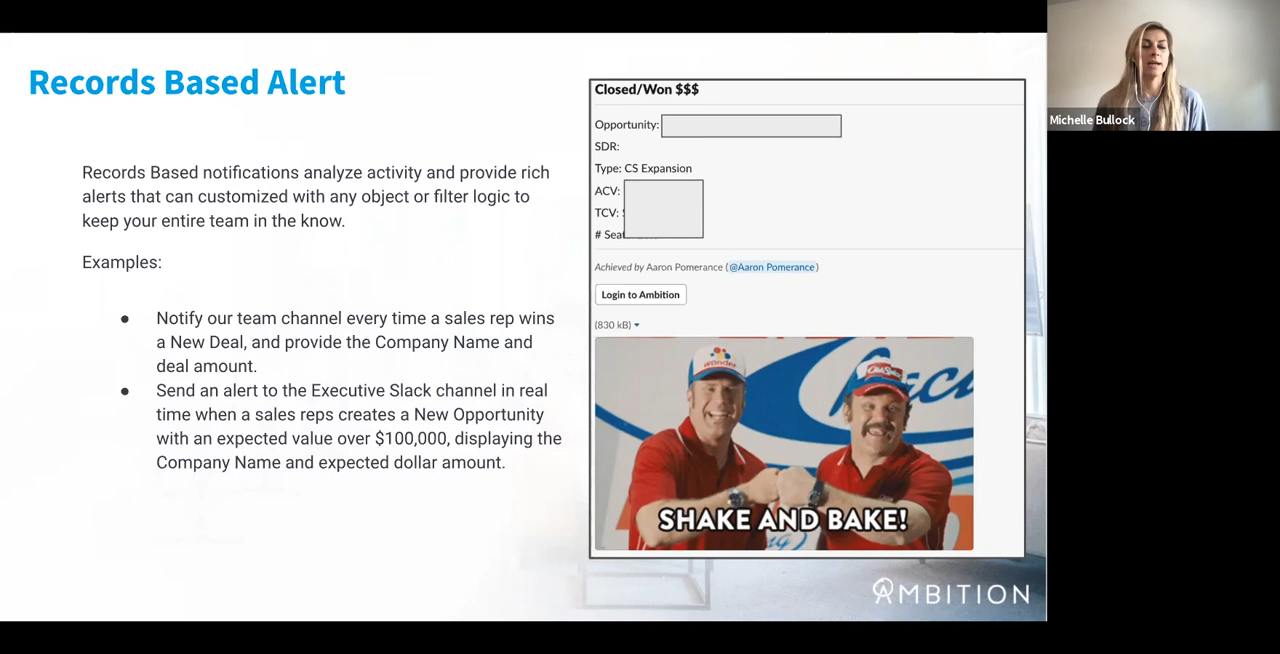 Records Based Alert
Records Based notifications analyze activity and provide rich
alerts that can customized with any object or filter logic to
keep your entire team in the know.
Examples:
● Notify our team channel every time a sales rep wins
a New Deal, and provide the Company Name and
deal amount.
● Send an alert to the Executive Slack channel in real
time when a sales reps creates a New Opportunity
with an expected value over $100,000, displaying the
Company Name and expected dollar amount.
Closed/Won $$$
Opportunity:
SDR:
Type: CS Expansion
ACV:
TCV:
# Seat
Achieved by Aaron Pomerance (@Aaron Pomerance)
Login to Ambition
(830 kB)
wonder
Old Spice
SHAKE AND BAKE!
AMBITION
Michelle Bullock